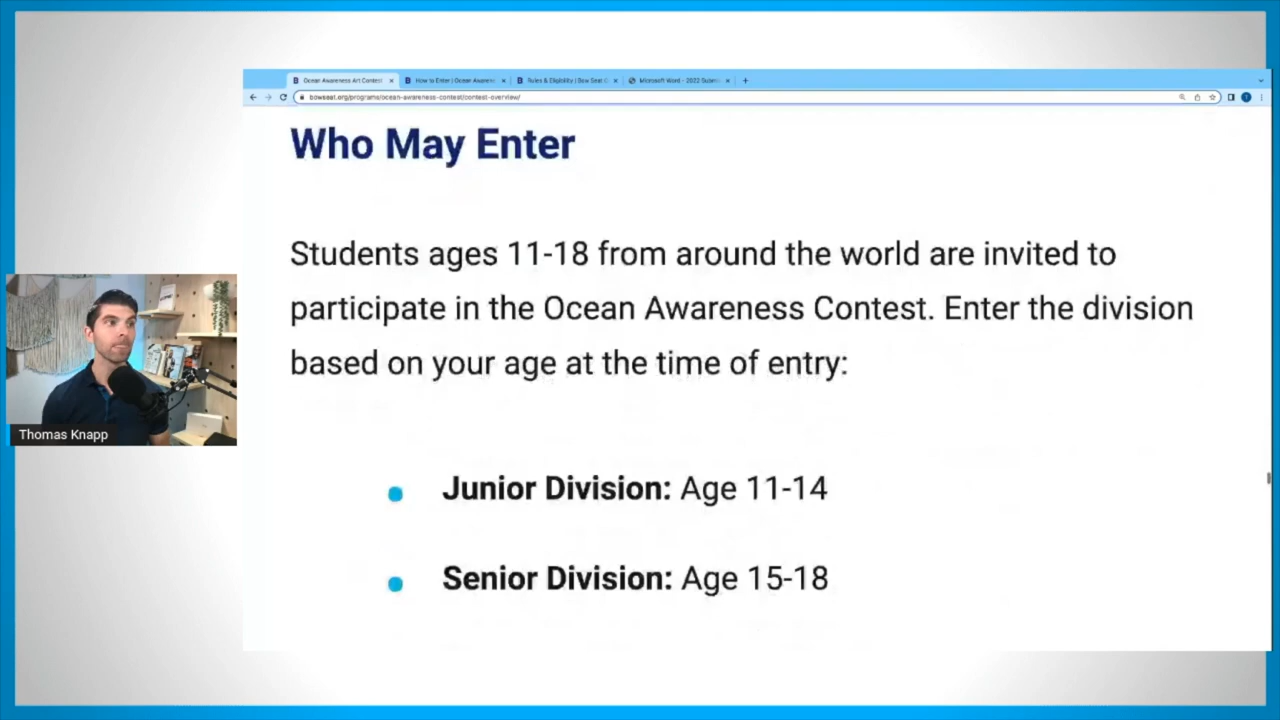 Ocean Awareness Art Contest
How to Enter | Ocean Awarene
Rules & Eligibility | Bow Seat O
Microsoft Word - 2022 Submi
bowseat.org/programs/ocean-awareness-contest/contest-overview/
Who May Enter
Students ages 11-18 from around the world are invited to
participate in the Ocean Awareness Contest. Enter the division
based on your age at the time of entry:
Junior Division: Age 11-14
Senior Division: Age 15-18
Thomas Knapp